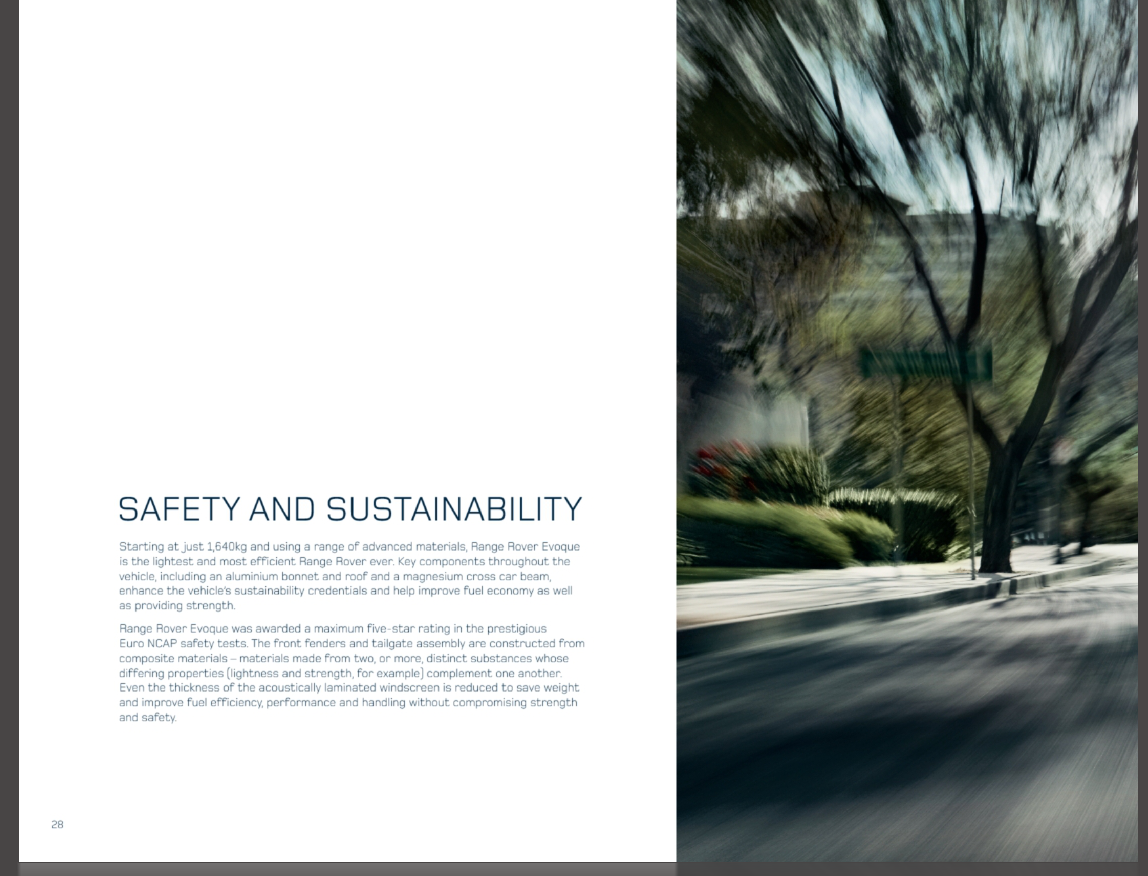 SAFETY AND SUSTAINABILITY
Starting at just 1,640kg and using a range of advanced materials, Range Rover Evoque
is the lightest and most efficient Range Rover ever. Key components throughout the
vehicle, including an aluminium bonnet and roof and a magnesium cross car beam,
enhance the vehicle's sustainability credentials and help improve fuel economy as well
as providing strength.
Range Rover Evoque was awarded a maximum five-star rating in the prestigious
Euro NCAP safety tests. The front fenders and tailgate assembly are constructed from
composite materials – materials made from two, or more, distinct substances whose
differing properties (lightness and strength, for example) complement one another.
Even the thickness of the acoustically laminated windscreen is reduced to save weight
and improve fuel efficiency, performance and handling without compromising strength
and safety.
28